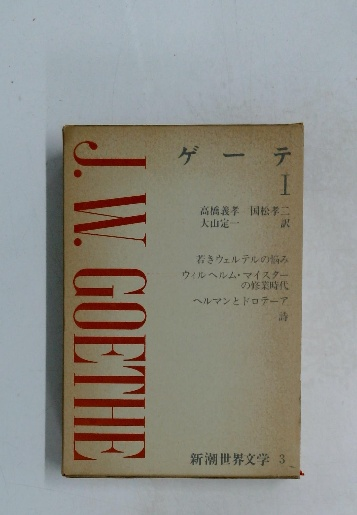 J. W. GOETHE
ゲーテ
I
高橋義孝 国松孝二
大山定一 訳
若きウェルテルの悩み
ウィルヘルム・マイスター
の修業時代
ヘルマンとドロテーア
詩
新潮世界文学 3